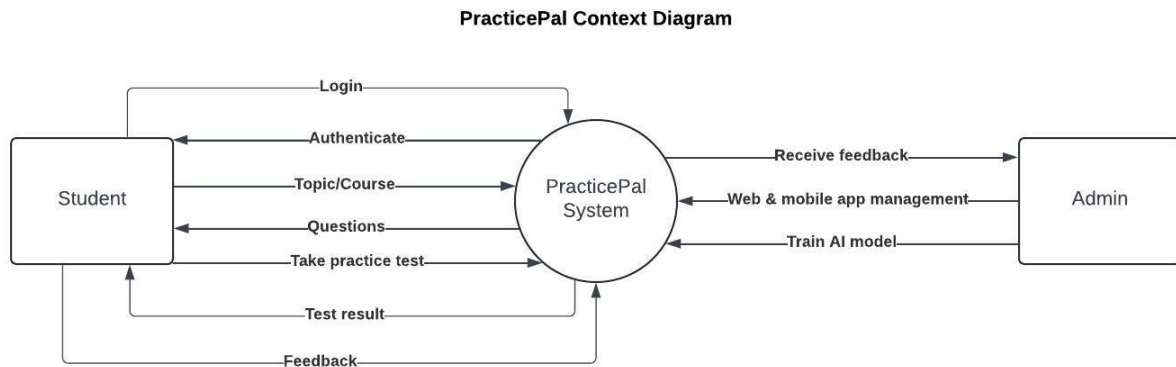 PracticePal Context Diagram
Login
Authenticate
Receive feedback
Topic/Course
PracticePal
System
Student
Web & mobile app management
Admin
Questions
Train AI model
Take practice test
Test result
Feedback